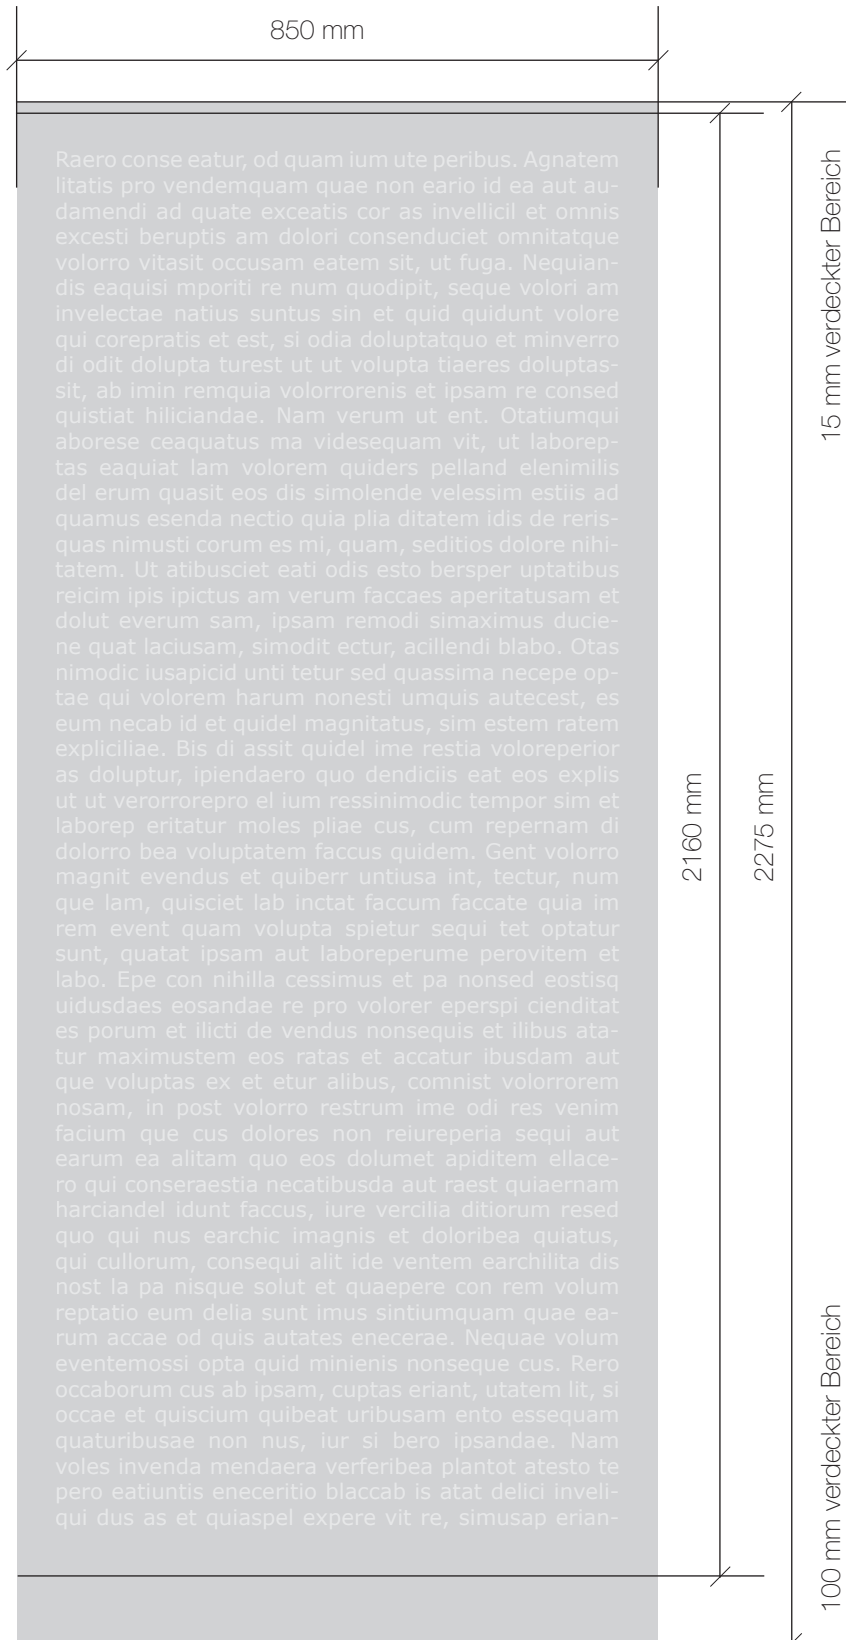 850 mm
15 mm verdeckter Bereich
Raero conse eatur, od quam ium ute peribus. Agnatem
litatis pro vendemquam quae non eario id ea aut au-
damendi ad quate exceatis cor as invellicil et omnis
excesti beruptis am dolori consenduciet omnitatque
volorro vitasit occusam eatem sit, ut fuga. Nequian-
dis eaquisi mporiti re num quodipit, seque volori am
invelectae natius suntus sin et quid quidunt volore
qui corepratis et est, si odia doluptatquo et minverro
di odit dolupta turest ut ut volupta tiaeres doluptas-
sit, ab imin remquia volorrorenis et ipsam re consed
quistiat hiliciandae. Nam verum ut ent. Otatiumqui
aborese ceaquatus ma videsequam vit, ut laborep-
tas eaquiat lam volorem quiders pelland elenimilis
del erum quasit eos dis simolende velessim estiis ad
quamus esenda nectio quia plia ditatem idis de reris-
quas nimusti corum es mi, quam, seditios dolore nihi-
tatem. Ut atibusciet eati odis esto bersper uptatibus
reicim ipis ipictus am verum faccaes aperitatusam et
dolut everum sam, ipsam remodi simaximus ducie-
ne quat laciusam, simodit ectur, acillendi blabo. Otas
nimodic iusapicid unti tetur sed quassima necepe op-
tae qui volorem harum nonesti umquis autecest, es
eum necab id et quidel magnitatus, sim estem ratem
expliciliae. Bis di assit quidel ime restia voloreperior
as doluptur, ipiendaero quo dendiciis eat eos explis
ut ut verorrorepro el ium ressinimodic tempor sim et
laborep eritatur moles pliae cus, cum repernam di
dolorro bea voluptatem faccus quidem. Gent volorro
magnit evendus et quiberr untiusa int, tectur, num
que lam, quisciet lab inctat faccum faccate quia im
rem event quam volupta spietur sequi tet optatur
sunt, quatat ipsam aut laboreperume perovitem et
labo. Epe con nihilla cessimus et pa nonsed eostisq
uidusdaes eosandae re pro volorer eperspi cienditat
es porum et ilicti de vendus nonsequis et ilibus ata-
tur maximustem eos ratas et accatur ibusdam aut
que voluptas ex et etur alibus, comnist volorrorem
nosam, in post volorro restrum ime odi res venim
facium que cus dolores non reiureperia sequi aut
earum ea alitam quo eos dolumet apiditem ellace-
ro qui conseraestia necatibusda aut raest quiaernam
harciandel idunt faccus, iure vercilia ditiorum resed
quo qui nus earchic imagnis et doloribea quiatus,
qui cullorum, consequi alit ide ventem earchilita dis
nost la pa nisque solut et quaepere con rem volum
reptatio eum delia sunt imus sintiumquam quae ea-
rum accae od quis autates enecerae. Nequae volum
eventemossi opta quid minienis nonseque cus. Rero
occaborum cus ab ipsam, cuptas eriant, utatem lit, si
occae et quiscium quibeat uribusam ento essequam
quaturibusae non nus, iur si bero ipsandae. Nam
voles invenda mendaera verferibea plantot atesto te
pero eatiuntis eneceritio blaccab is atat delici inveli-
qui dus as et quiaspel expere vit re, simusap erian-
2160 mm
2275 mm
100 mm verdeckter Bereich